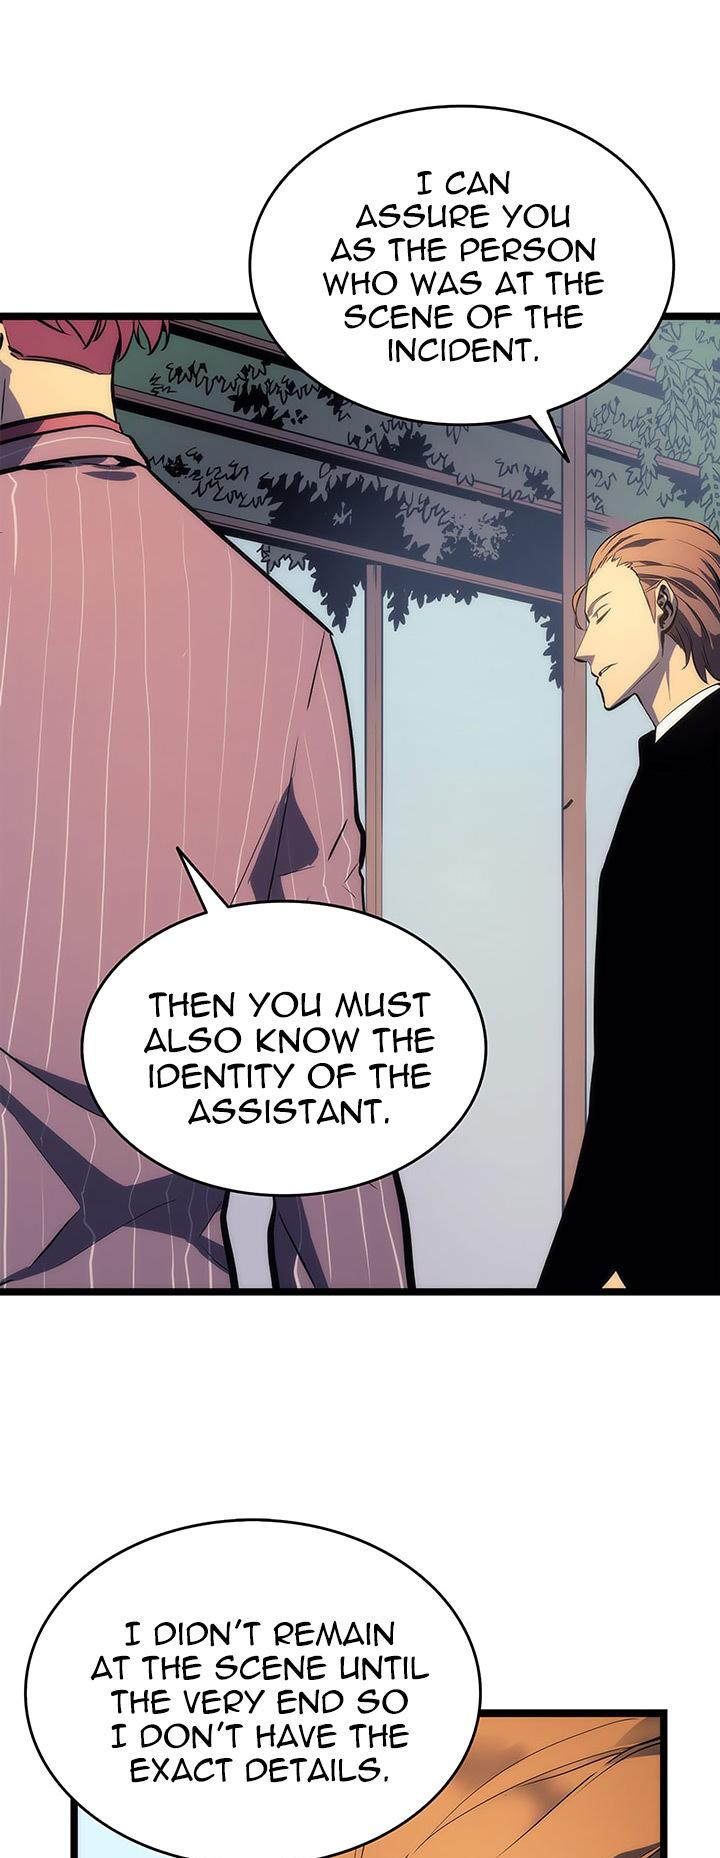 I CAN
ASSURE YOU
AS THE PERSON
WHO WAS AT THE
SCENE OF THE
INCIDENT.
THEN YOU MUST
ALSO KNOW THE
IDENTITY OF THE
ASSISTANT.
I DIDN'T REMAIN
AT THE SCENE UNTIL
THE VERY END SO
I DON'T HAVE THE
EXACT DETAILS.